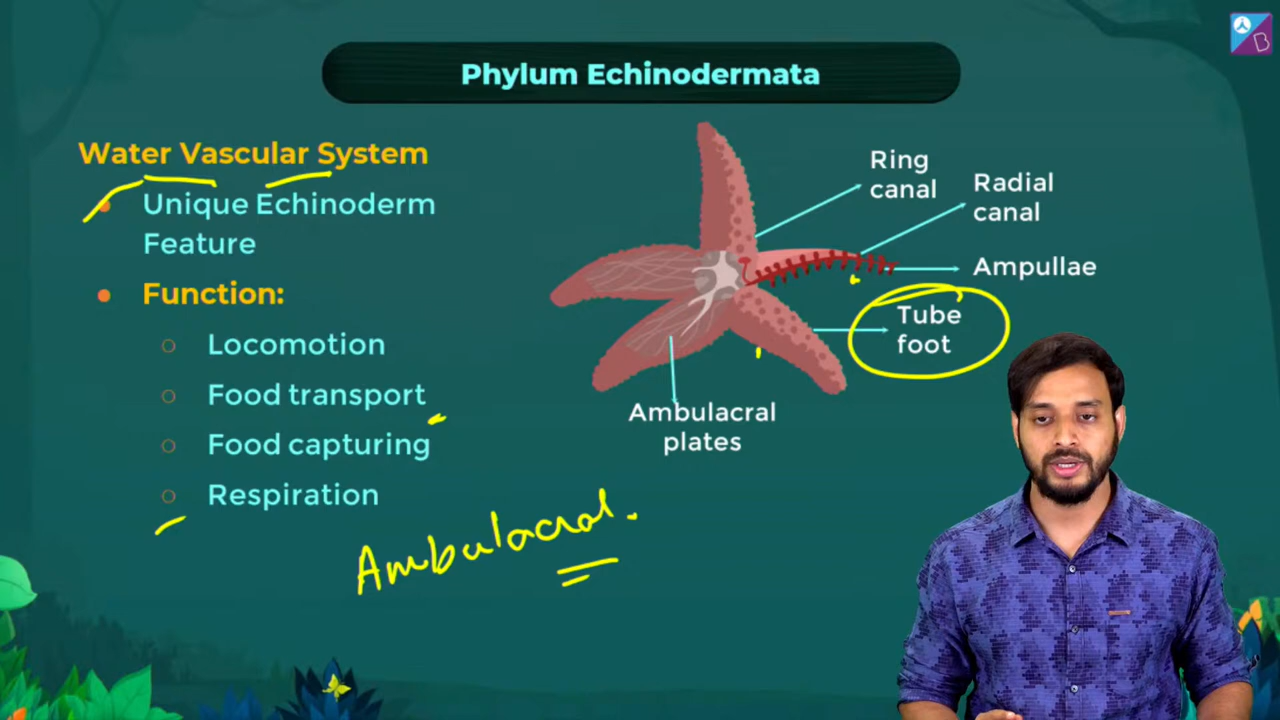 Phylum Echinodermata
Water Vascular System
Unique Echinoderm
Feature
Function:
Locomotion
Food transport
Food capturing
Respiration
Ring
canal
Radial
canal
Ampullae
Tube
foot
Ambulacral
plates
Ambulacral.
B